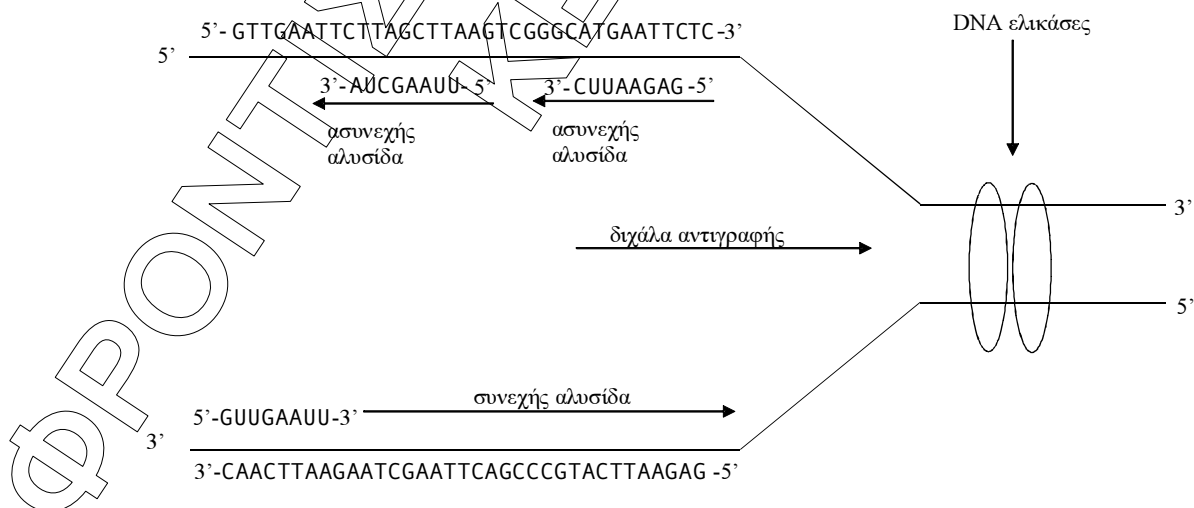 5’- GTTGAATTCTTAGCTTAAGTCGGGCATGAATTCTC-3’
DNA ελικάσες
5’
3’-AUCGAAUU- 5’
3’-CUUAAGAG -5’
ασυνεχής
αλυσίδα
ασυνεχής
αλυσίδα
3’
διχάλα αντιγραφής
5’
συνεχής αλυσίδα
5’-GUUGAAUU-3’
3’
3’-CAACTTAAGAATCGAATTCAGCCCGTACTTAAGAG -5’
ΦΡΟΝΤΙ